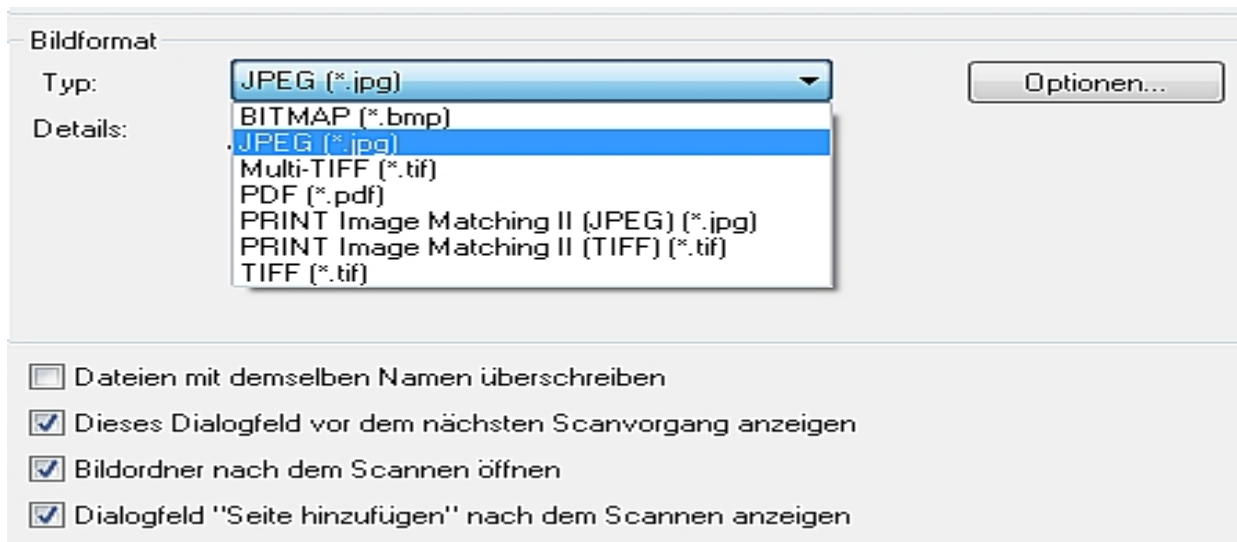 Bildformat
Typ:
JPEG (*.jpg)
Optionen...
Details:
BITMAP (*.bmp)
JPEG (*.jpg)
Multi-TIFF (*.tif)
PDF (*.pdf)
PRINT Image Matching II (JPEG) (*.jpg)
PRINT Image Matching II (TIFF) (*.tif)
TIFF (*.tif)
Dateien mit demselben Namen überschreiben
Dieses Dialogfeld vor dem nächsten Scanvorgang anzeigen
Bildordner nach dem Scannen öffnen
Dialogfeld "Seite hinzufügen" nach dem Scannen anzeigen